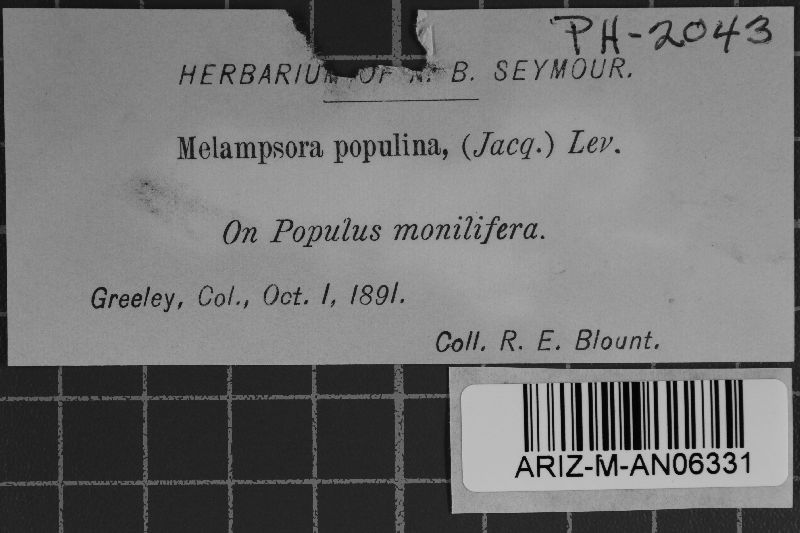 PH-2043
HERBARIUM OF A. B. SEYMOUR.
Melampsora populina, (Jacq.) Lev.
On Populus monilifera.
Greeley, Col., Oct. 1, 1891.
Coll. R. E. Blount.
ARIZ-M-AN06331